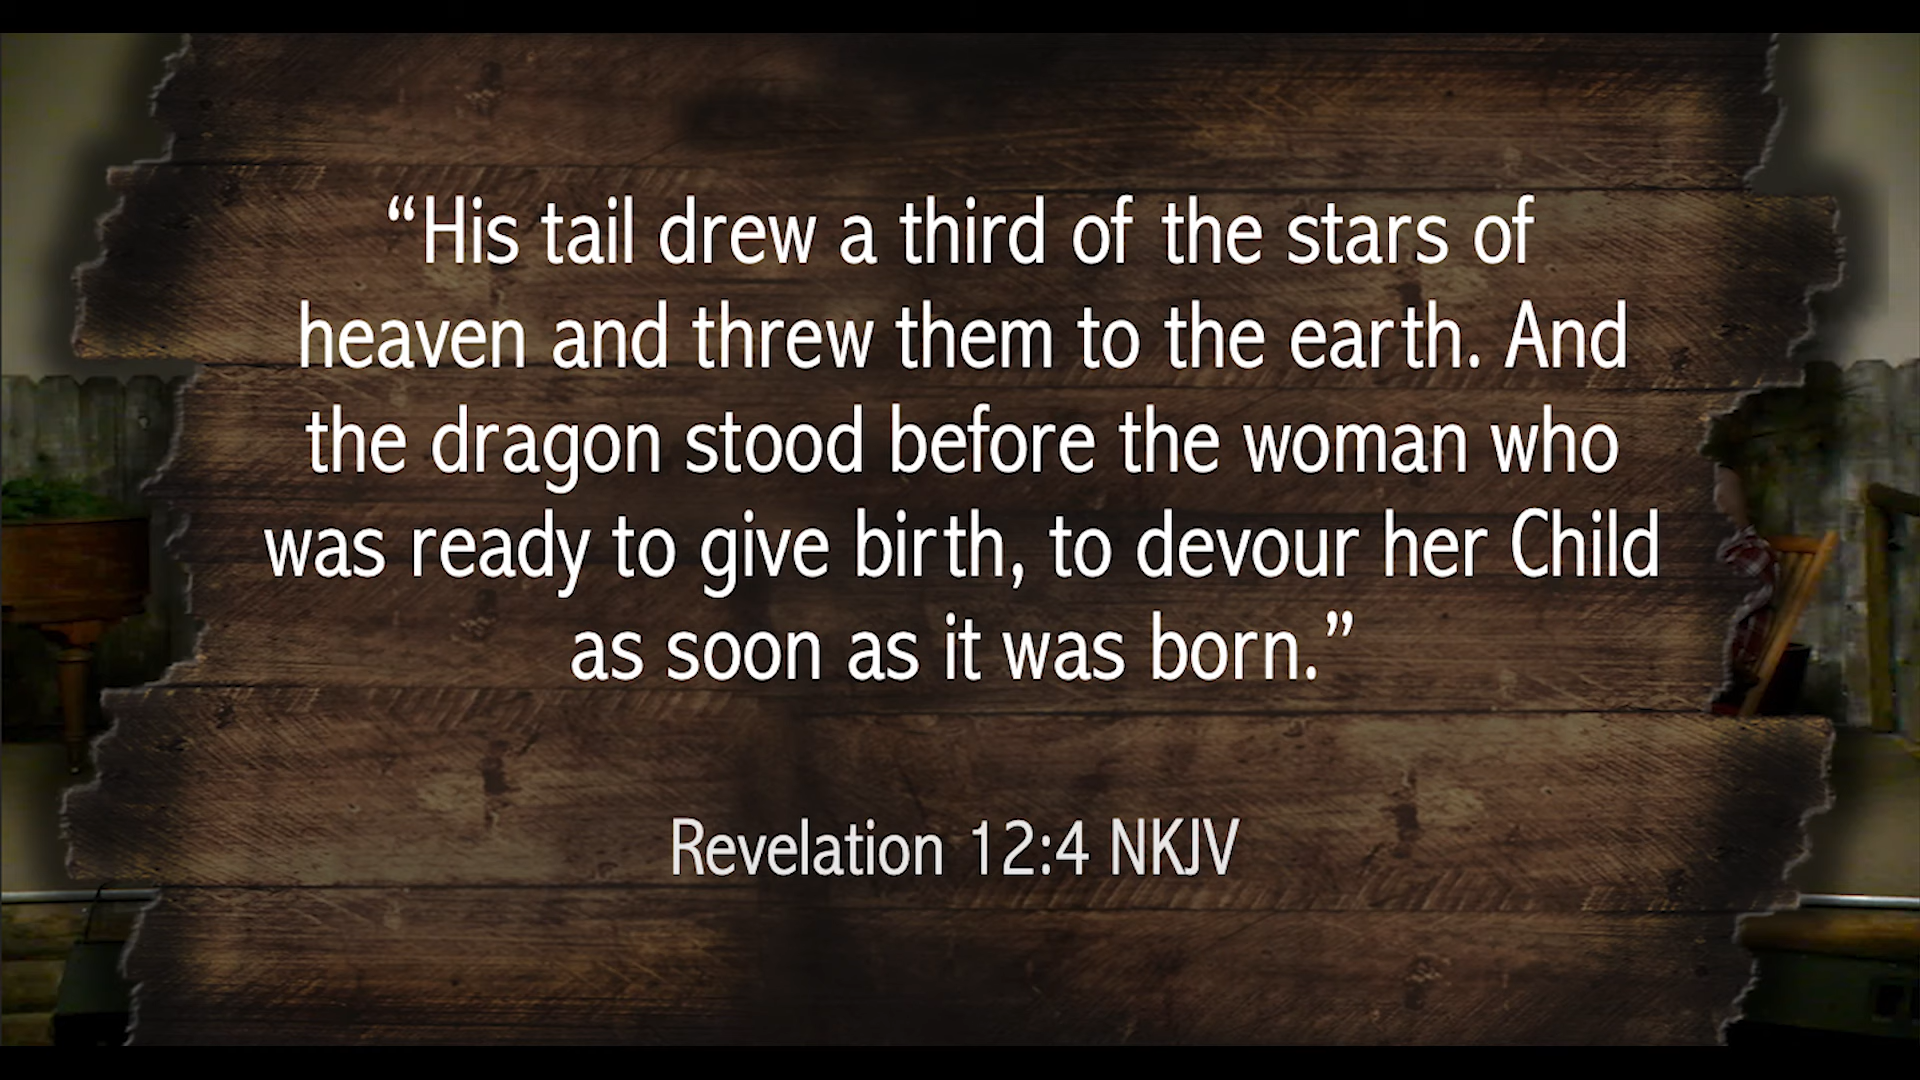 “His tail drew a third of the stars of
heaven and threw them to the earth. And
the dragon stood before the woman who
was ready to give birth, to devour her Child
as soon as it was born.”
Revelation 12:4 NKJV